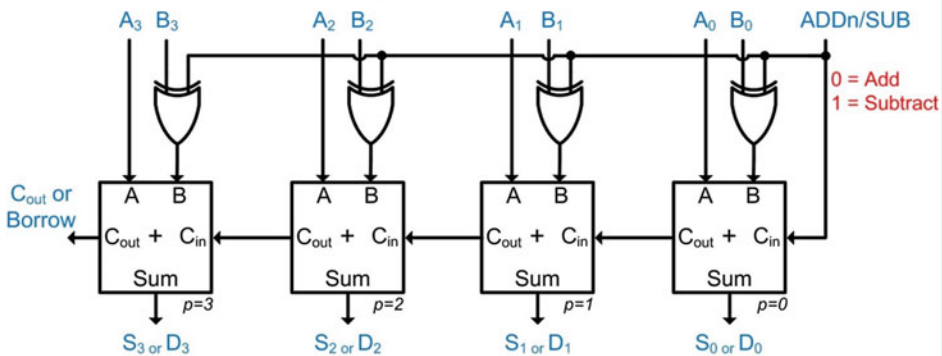 A3 B3 A2 B2 A1 B1 A0 B0 ADDn/SUB
0 = Add
1 = Subtract
A B A B A B A B
Cout or
Borrow
Cout + Cin Cout + Cin Cout + Cin Cout + Cin
Sum Sum Sum Sum
p=3 p=2 p=1 p=0
S3 or D3 S2 or D2 S1 or D1 S0 or D0